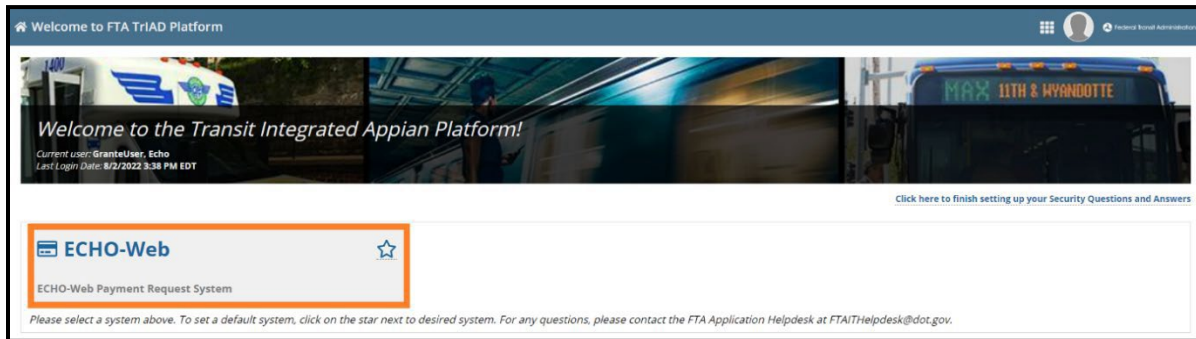 Welcome to FTA TrIAD Platform
Federal Transit Administration
1400
MAX 11TH & WYANDOTTE
Welcome to the Transit Integrated Appian Platform!
Current user: GranteUser, Echo
Last Login Date: 8/2/2022 3:38 PM EDT
Click here to finish setting up your Security Questions and Answers
ECHO-Web
ECHO-Web Payment Request System
Please select a system above. To set a default system, click on the star next to desired system. For any questions, please contact the FTA Application Helpdesk at FTAITHelpdesk@dot.gov.